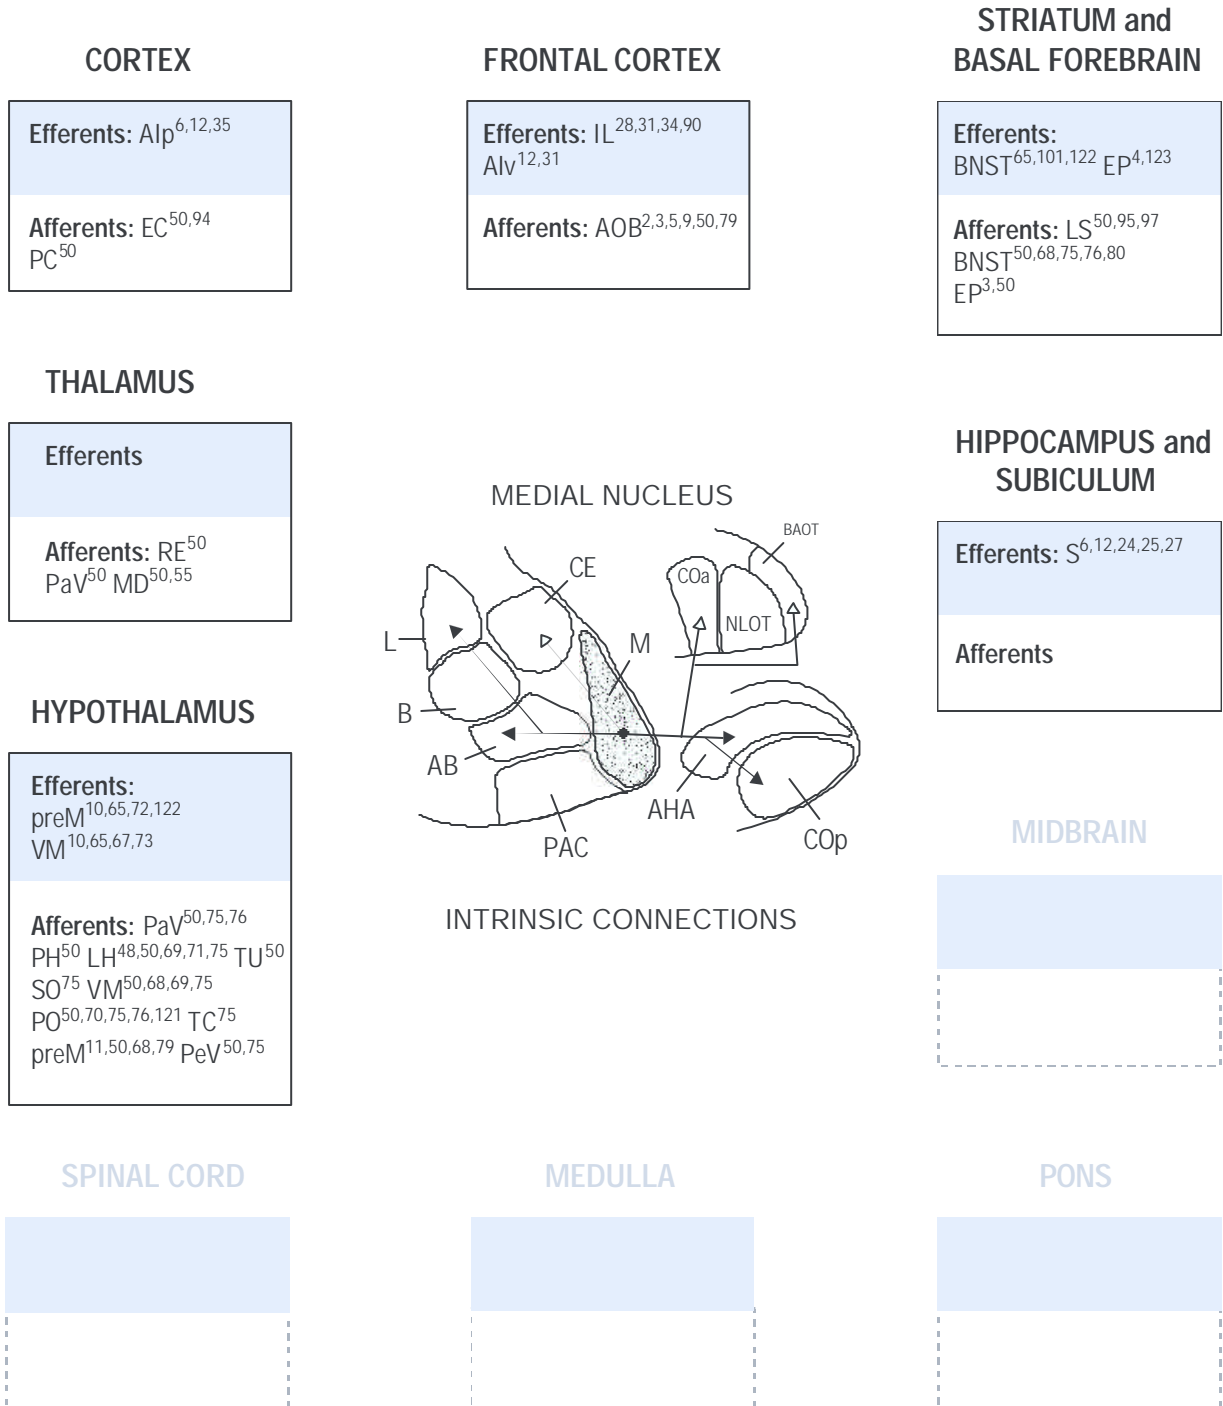 CORTEX
Efferents: AIp6,12,35
Afferents: EC50,94
PC50
FRONTAL CORTEX
Efferents: IL28,31,34,90
AIv12,31
Afferents: AOB2,3,5,9,50,79
STRIATUM and
BASAL FOREBRAIN
Efferents:
BNST65,101,122 EP4,123
Afferents: LS50,95,97
BNST50,68,75,76,80
EP3,50
THALAMUS
Efferents
Afferents: RE50
PaV50 MD50,55
HIPPOCAMPUS and
SUBICULUM
Efferents: S6,12,24,25,27
Afferents
HYPOTHALAMUS
Efferents:
preM10,65,72,122
VM10,65,67,73
Afferents: PaV50,75,76
PH50 LH48,50,69,71,75 TU50
SO75 VM50,68,69,75
PO50,70,75,76,121 TC75
preM11,50,68,79 PeV50,75
MEDIAL NUCLEUS
BAOT
CE
COa
NLOT
L
M
B
AB
AHA
PAC
COp
INTRINSIC CONNECTIONS
MIDBRAIN
SPINAL CORD
MEDULLA
PONS